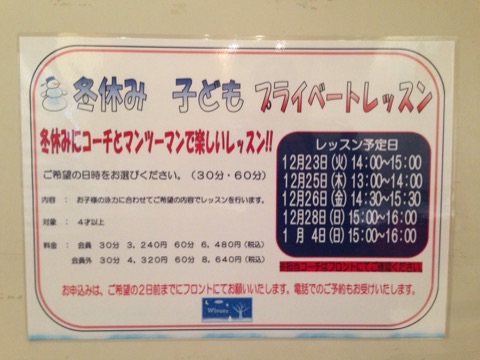 冬休み 子ども プライベートレッスン
冬休みにコーチとマンツーマンで楽しいレッスン!!
ご希望の日時をお選びください。(30分・60分)
内容 : お子様の泳力に合わせてご希望の内容でレッスンを行います。
対象 : 4才以上
料金 : 会員 30分 3,240円 60分 6,480円(税込)
会員外 30分 4,320円 60分 8,640円(税込)
レッスン予定日
12月23日(火) 14:00~15:00
12月25日(木) 13:00~14:00
12月26日(金) 14:30~15:30
12月28日(日) 15:00~16:00
1月 4日(日) 15:00~16:00
※担当コーチはフロントにてご確認ください
お申込みは、ご希望の2日前までにフロントにてお願いいたします。電話でのご予約もお受けいたします。
Winter